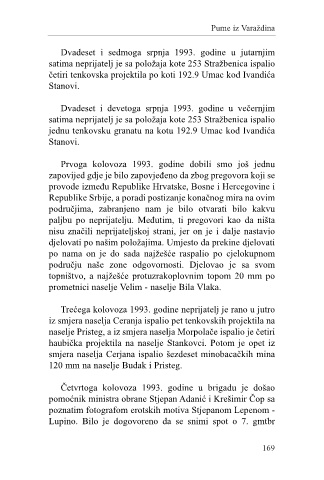 Pume iz Varaždina
Dvadeset i sedmoga srpnja 1993. godine u jutarnjim
satima neprijatelj je sa položaja kote 253 Stražbenica ispalio
četiri tenkovska projektila po koti 192.9 Umac kod Ivandića
Stanovi.
Dvadeset i devetoga srpnja 1993. godine u večernjim
satima neprijatelj je sa položaja kote 253 Stražbenica ispalio
jednu tenkovsku granatu na kotu 192.9 Umac kod Ivandića
Stanovi.
Prvoga kolovoza 1993. godine dobili smo još jednu
zapovijed gdje je bilo zapovjeđeno da zbog pregovora koji se
provode između Republike Hrvatske, Bosne i Hercegovine i
Republike Srbije, a poradi postizanje konačnog mira na ovim
područjima, zabranjeno nam je bilo otvarati bilo kakvu
paljbu po neprijatelju. Međutim, ti pregovori kao da ništa
nisu značili neprijateljskoj strani, jer on je i dalje nastavio
djelovati po našim položajima. Umjesto da prekine djelovati
po nama on je do sada najžešće raspalio po cjelokupnom
području naše zone odgovornosti. Djelovao je sa svom
topništvo, a najžešće protuzrakoplovnim topom 20 mm po
prometnici naselje Velim - naselje Bila Vlaka.
Trećega kolovoza 1993. godine neprijatelj je rano u jutro
iz smjera naselja Ceranja ispalio pet tenkovskih projektila na
naselje Pristeg, a iz smjera naselja Morpolače ispalio je četiri
haubička projektila na naselje Stankovci. Potom je opet iz
smjera naselja Cerjana ispalio šezdeset minobacačkih mina
120 mm na naselje Budak i Pristeg.
Četvrtoga kolovoza 1993. godine u brigadu je došao
pomoćnik ministra obrane Stjepan Adanić i Krešimir Ćop sa
poznatim fotografom erotskih motiva Stjepanom Lepenom -
Lupino. Bilo je dogovoreno da se snimi spot o 7. gmtbr
169